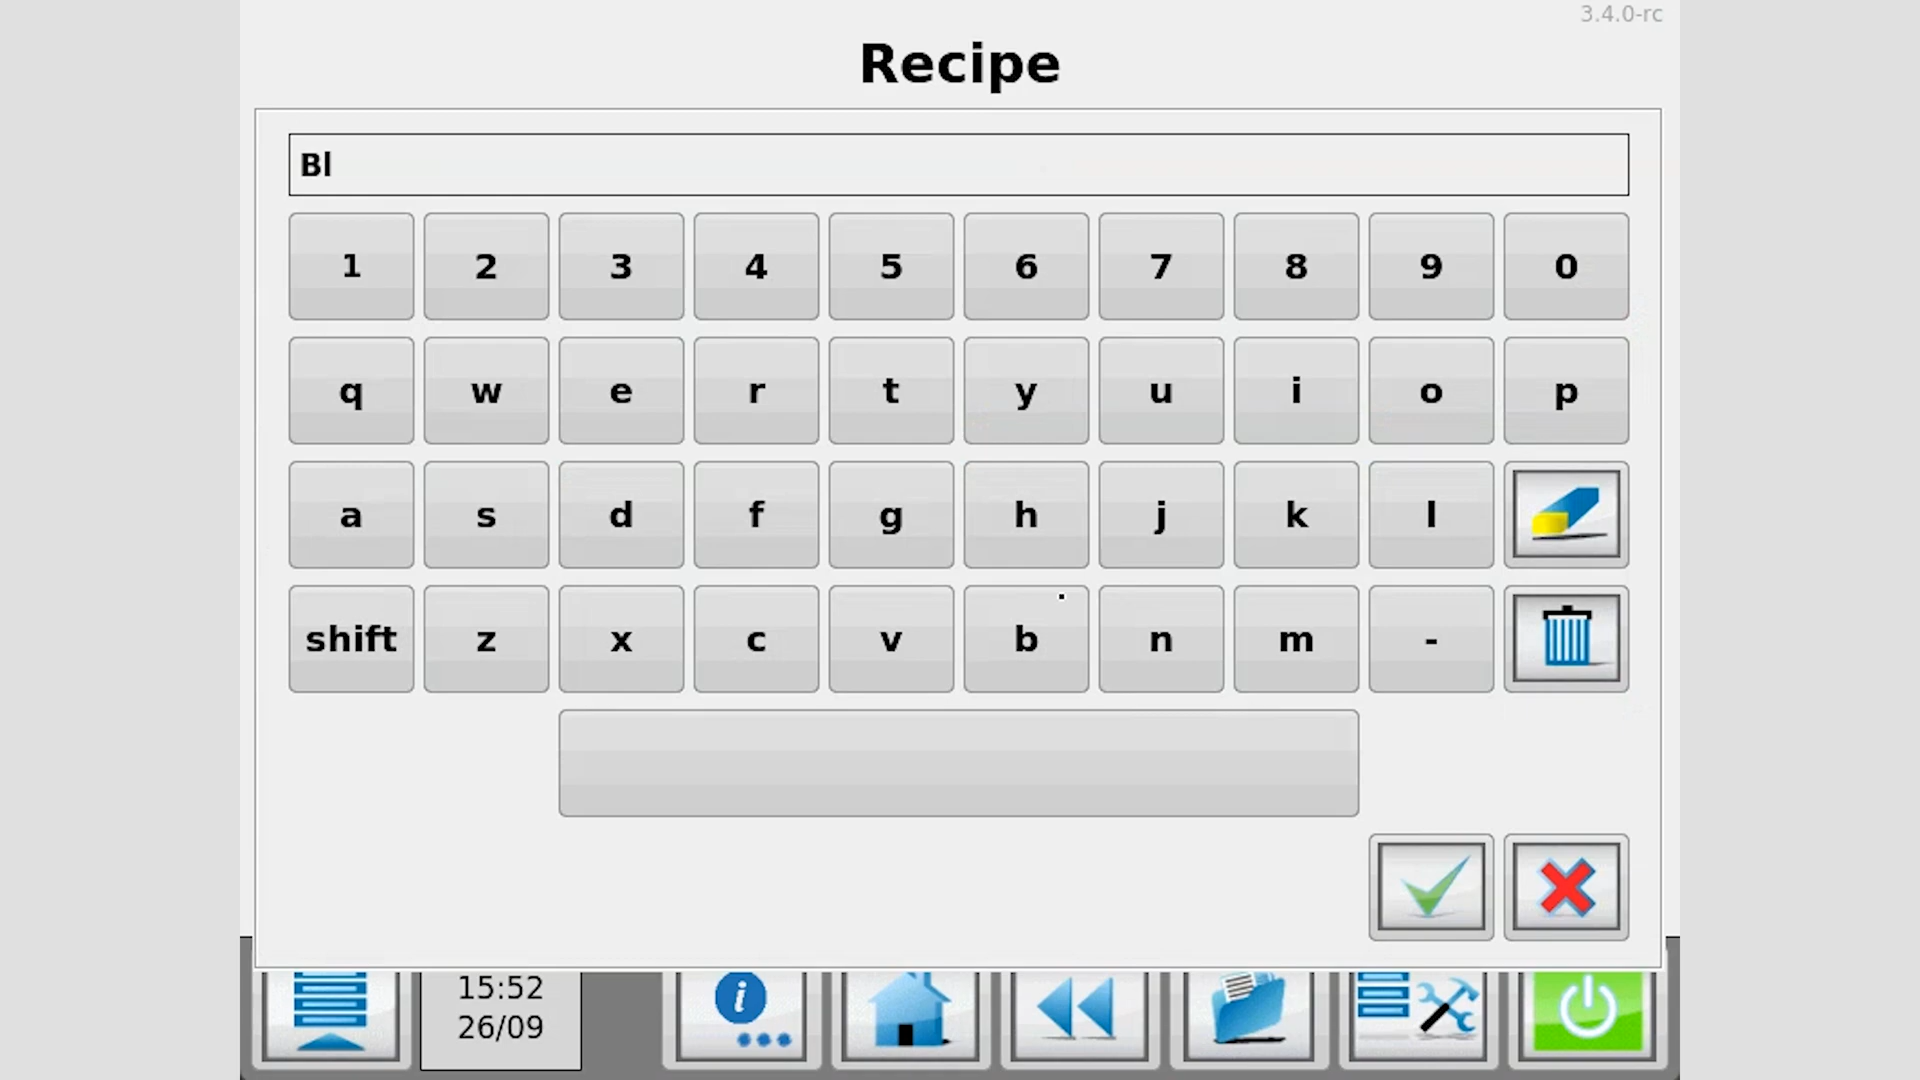 3.4.0-rc
Recipe
Bl
1 2 3 4 5 6 7 8 9 0
q w e r t y u i o p
a s d f g h j k l
shift z x c v b n m -
15:52
26/09
i